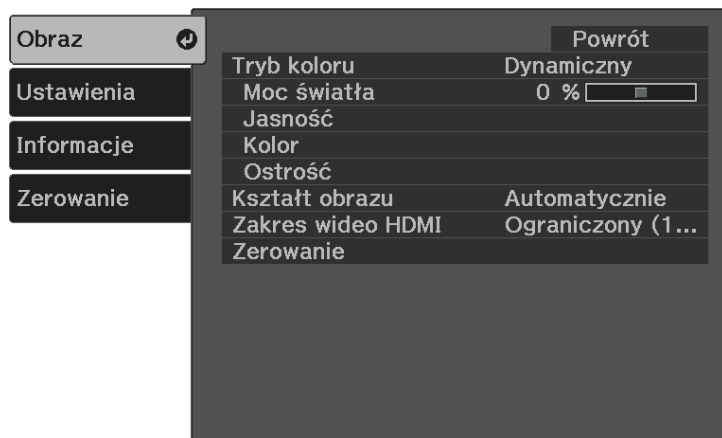 Obraz
Ustawienia
Informacje
Zerowanie
Powrót
Tryb koloru Dynamiczny
Moc światła 0 %
Jasność
Kolor
Ostrość
Kształt obrazu Automatycznie
Zakres wideo HDMI Ograniczony (1...
Zerowanie